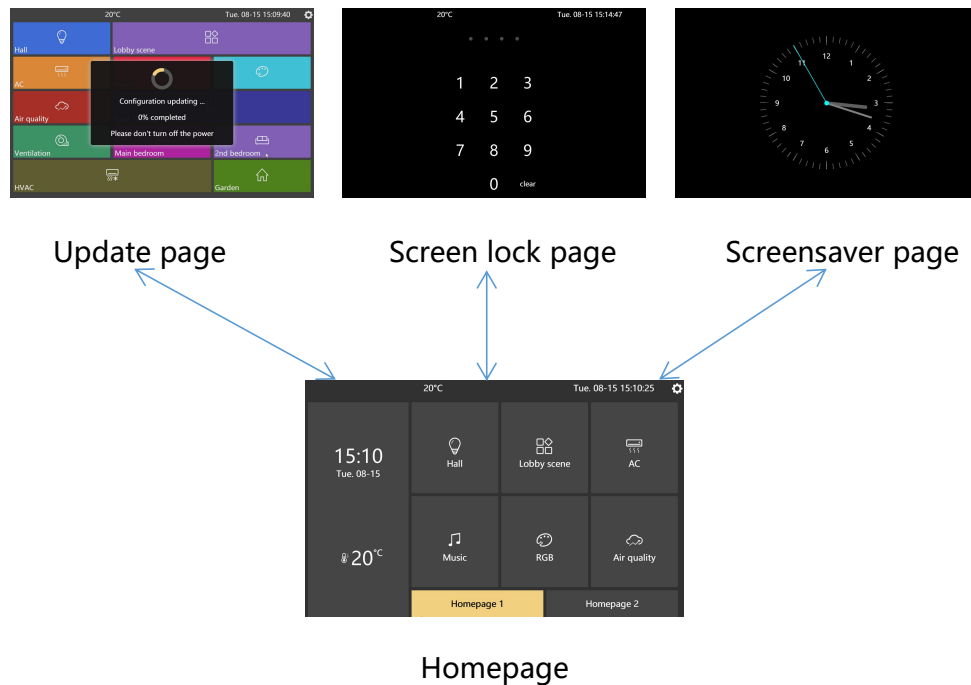 20°C Tue. 08-15 15:09:40
Hall Lobby scene
AC
Air quality
Configuration updating ...
0% completed
Please don't turn off the power
Ventilation Main bedroom 2nd bedroom
HVAC Garden
20°C Tue. 08-15 15:14:47
1 2 3
4 5 6
7 8 9
0 clear
12
1
2
3
4
5
6
7
8
9
10
11
Update page Screen lock page Screensaver page
20°C Tue. 08-15 15:10:25
15:10
Tue. 08-15
20°C
Hall Lobby scene AC
Music RGB Air quality
Homepage 1 Homepage 2
Homepage